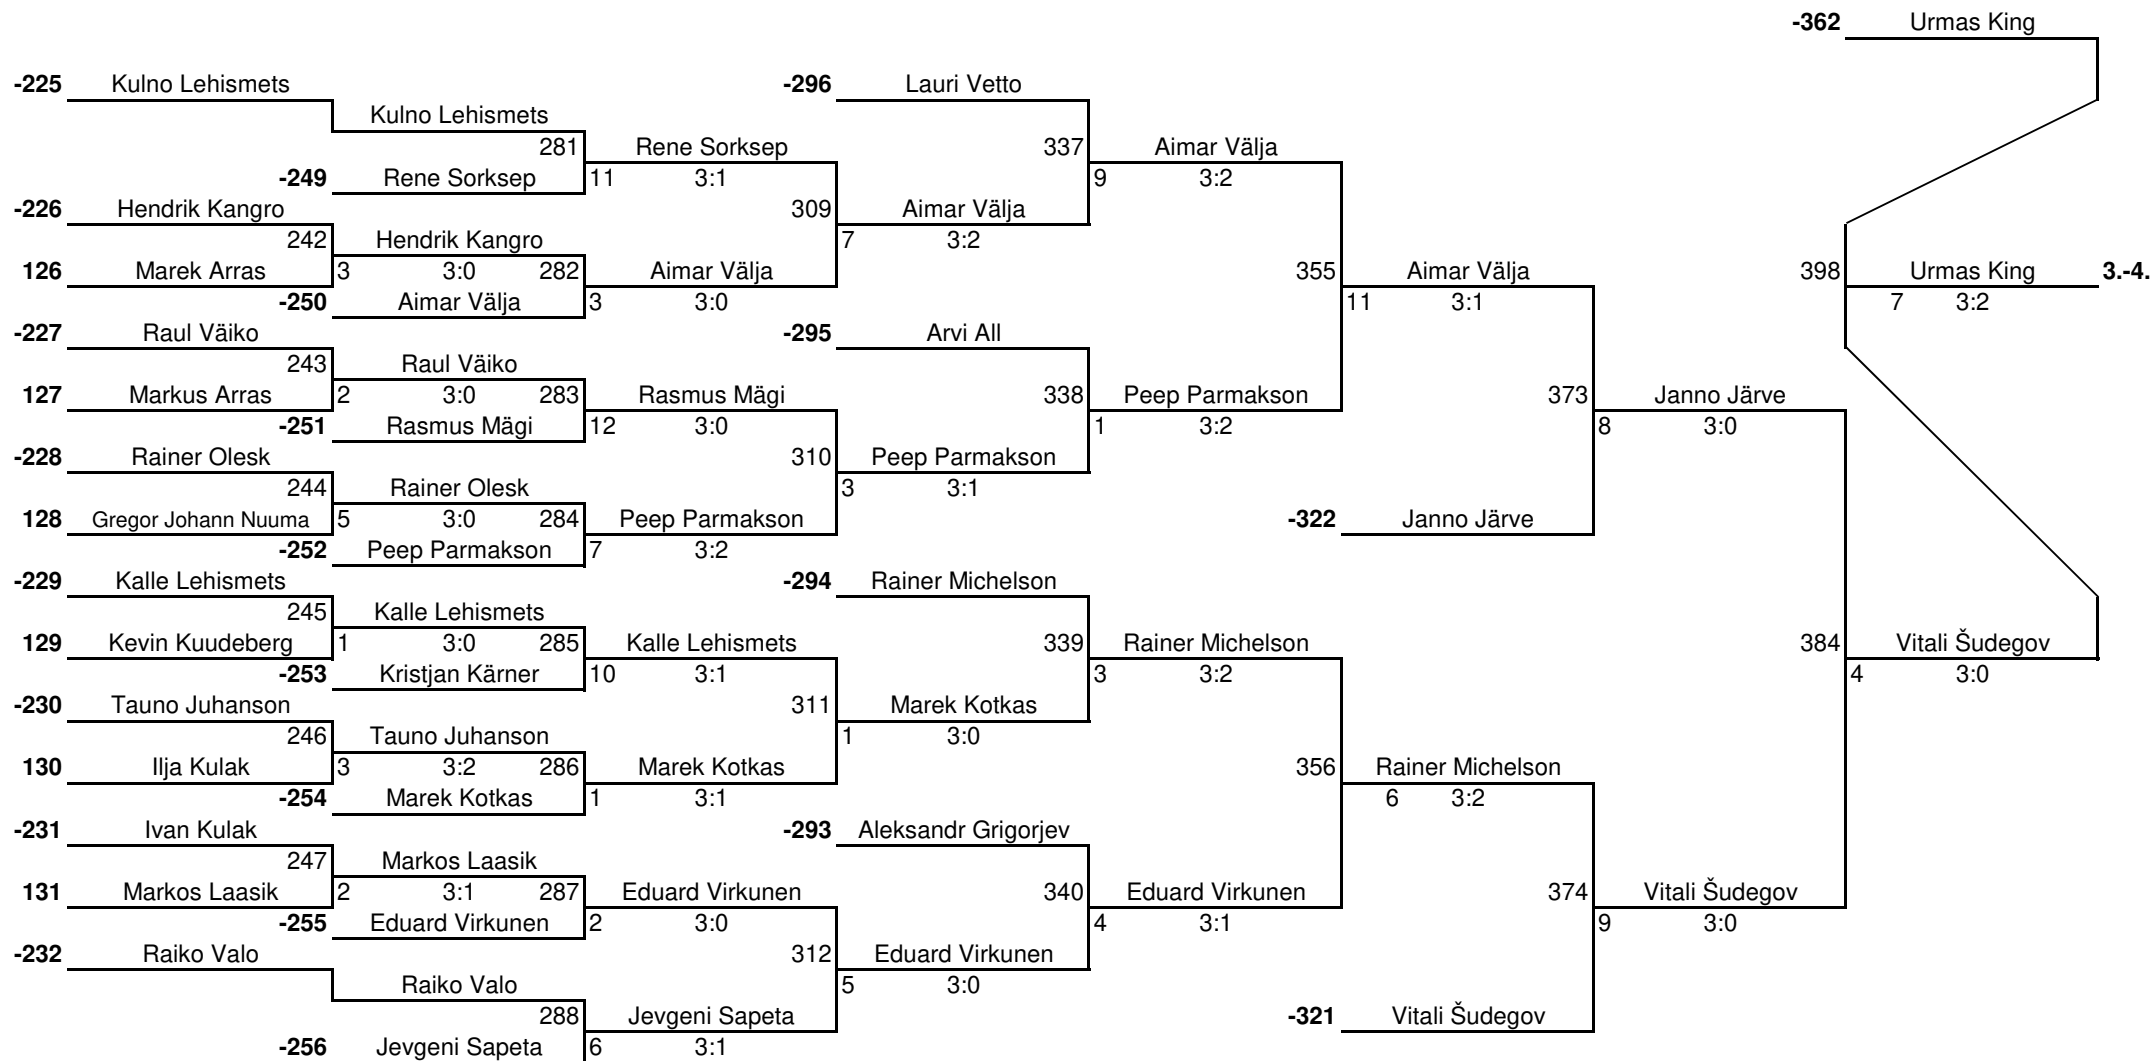 -362 Urmas King
-225 Kulno Lehismets -296 Lauri Vetto
Kulno Lehismets
281 Rene Sorksep 337 Aimar Välja
-249 Rene Sorksep 11 3:1 9 3:2
-226 Hendrik Kangro 309 Aimar Välja
242 Hendrik Kangro 7 3:2
126 Marek Arras 3 3:0 282 Aimar Välja 355 Aimar Välja 398 Urmas King 3.-4.
-250 Aimar Välja 3 3:0 11 3:1 7 3:2
-227 Raul Väiko -295 Arvi All
243 Raul Väiko
127 Markus Arras 2 3:0 283 Rasmus Mägi 338 Peep Parmakson 373 Janno Järve
-251 Rasmus Mägi 12 3:0 1 3:2 8 3:0
-228 Rainer Olesk 310 Peep Parmakson
244 Rainer Olesk 3 3:1
128 Gregor Johann Nuuma 5 3:0 284 Peep Parmakson -322 Janno Järve
-252 Peep Parmakson 7 3:2
-229 Kalle Lehismets -294 Rainer Michelson
245 Kalle Lehismets
129 Kevin Kuudeberg 1 3:0 285 Kalle Lehismets 339 Rainer Michelson 384 Vitali Šudegov
-253 Kristjan Kärner 10 3:1 3 3:2 4 3:0
-230 Tauno Juhanson 311 Marek Kotkas
246 Tauno Juhanson 1 3:0
130 Ilja Kulak 3 3:2 286 Marek Kotkas 356 Rainer Michelson
-254 Marek Kotkas 1 3:1 6 3:2
-231 Ivan Kulak -293 Aleksandr Grigorjev
247 Markos Laasik
131 Markos Laasik 2 3:1 287 Eduard Virkunen 340 Eduard Virkunen 374 Vitali Šudegov
-255 Eduard Virkunen 2 3:0 4 3:1 9 3:0
-232 Raiko Valo 312 Eduard Virkunen
Raiko Valo 5 3:0
288 Jevgeni Sapeta -321 Vitali Šudegov
-256 Jevgeni Sapeta 6 3:1